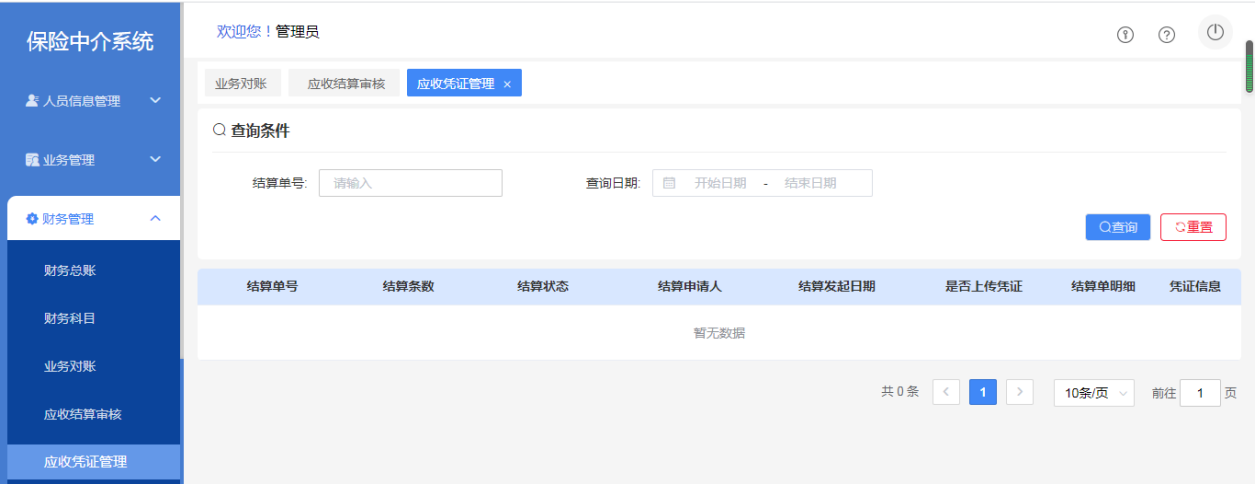 保险中介系统
欢迎您！管理员
业务对账 应收结算审核 应收凭证管理 ×
人员信息管理
查询条件
业务管理
结算单号: 请输入 查询日期: 开始日期 - 结束日期
财务管理
查询 重置
财务总账
结算单号 结算条数 结算状态 结算申请人 结算发起日期 是否上传凭证 结算单明细 凭证信息
财务科目
暂无数据
业务对账
共 0 条 < 1 > 10条/页 前往 1 页
应收结算审核
应收凭证管理